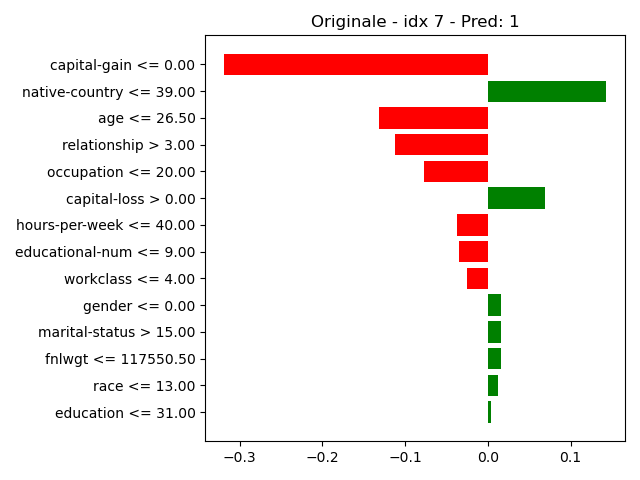 Originale - idx 7 - Pred: 1
capital-gain <= 0.00
native-country <= 39.00
age <= 26.50
relationship > 3.00
occupation <= 20.00
capital-loss > 0.00
hours-per-week <= 40.00
educational-num <= 9.00
workclass <= 4.00
gender <= 0.00
marital-status > 15.00
fnlwgt <= 117550.50
race <= 13.00
education <= 31.00
−0.3 −0.2 −0.1 0.0 0.1